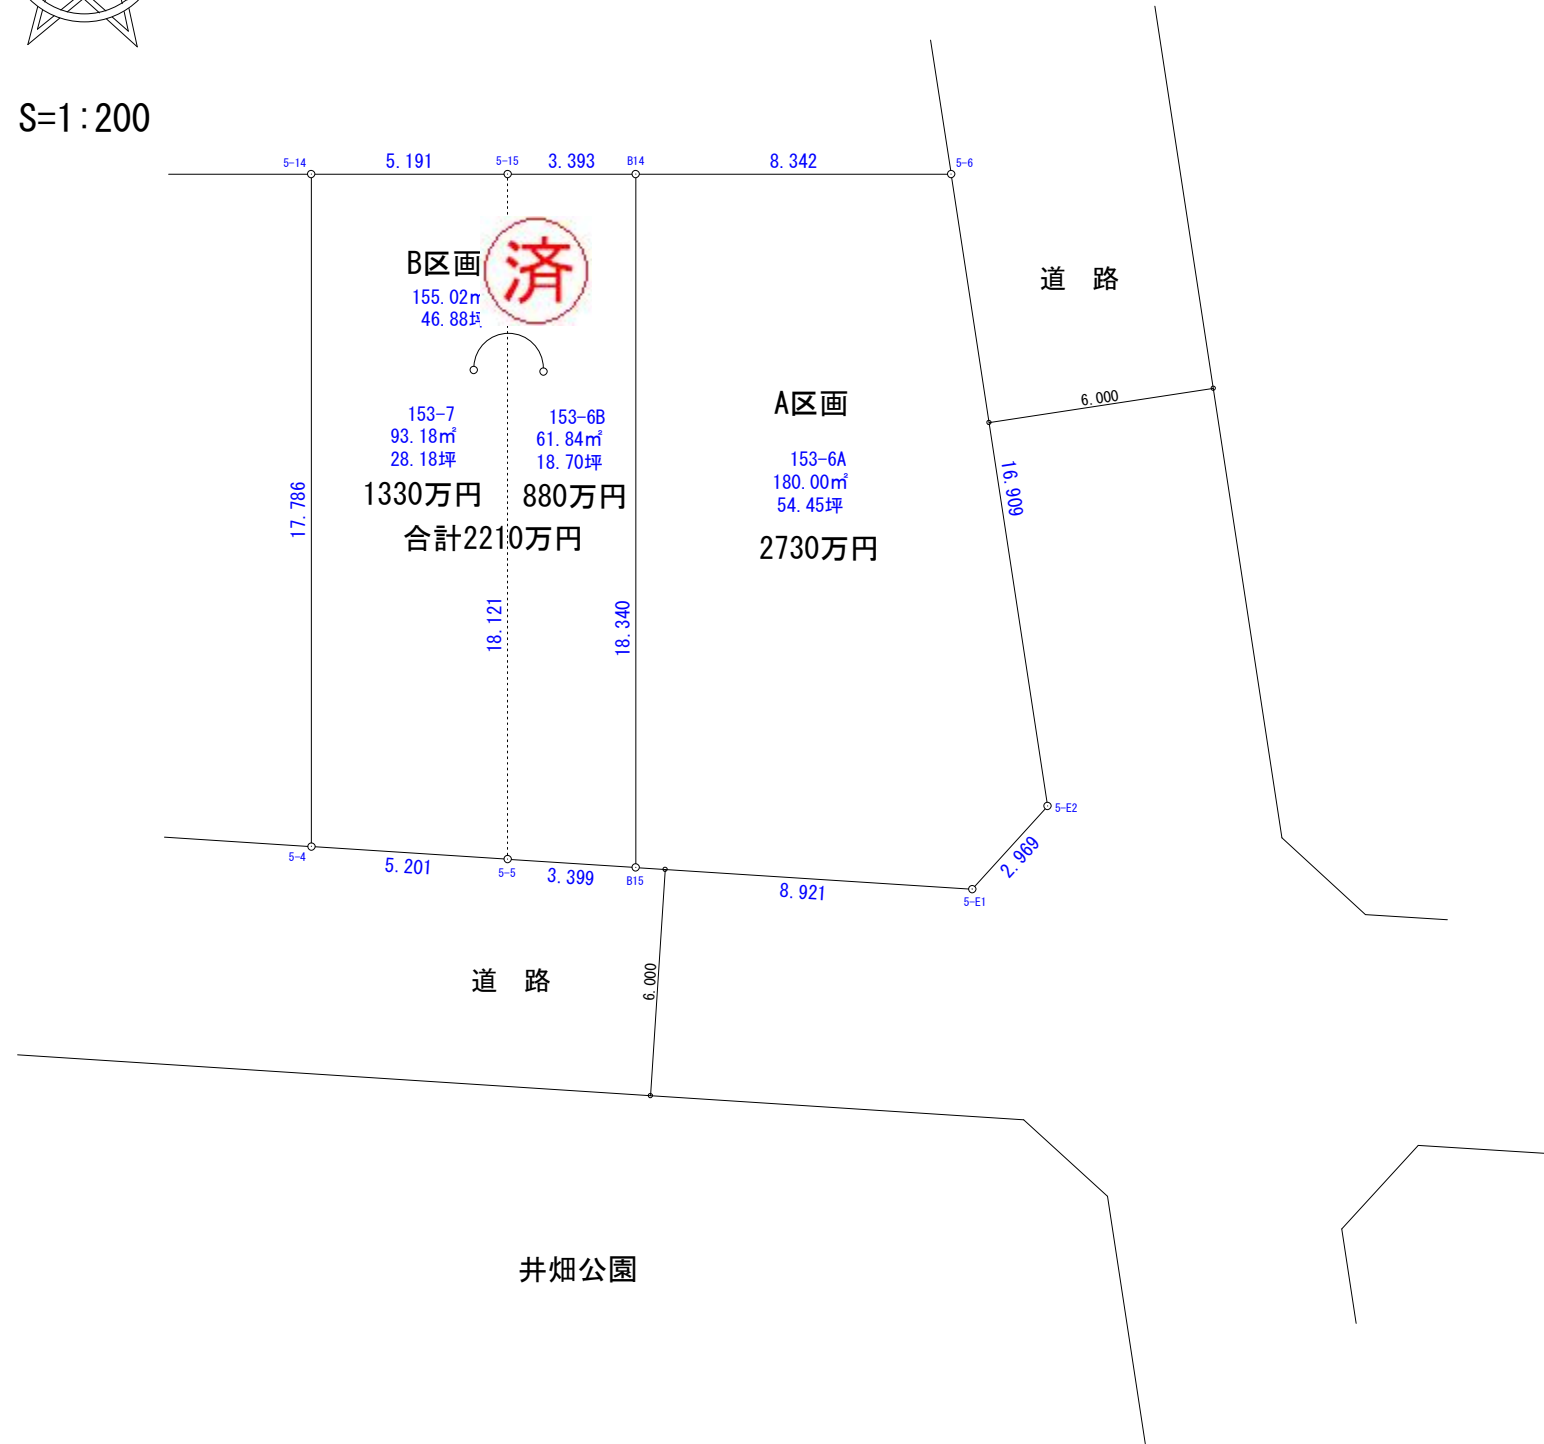 S=1:200
5-14
5.191
5-15
3.393
B14
8.342
5-6
B区画
済
155.02㎡
46.88坪
道 路
6.000
A区画
153-7
93.18㎡
28.18坪
1330万円
153-6B
61.84㎡
18.70坪
880万円
合計2210万円
153-6A
180.00㎡
54.45坪
2730万円
17.786
18.121
18.340
16.909
5-E2
2.969
5-4
5.201
5-5
3.399
B15
8.921
5-E1
道 路
6.000
井畑公園